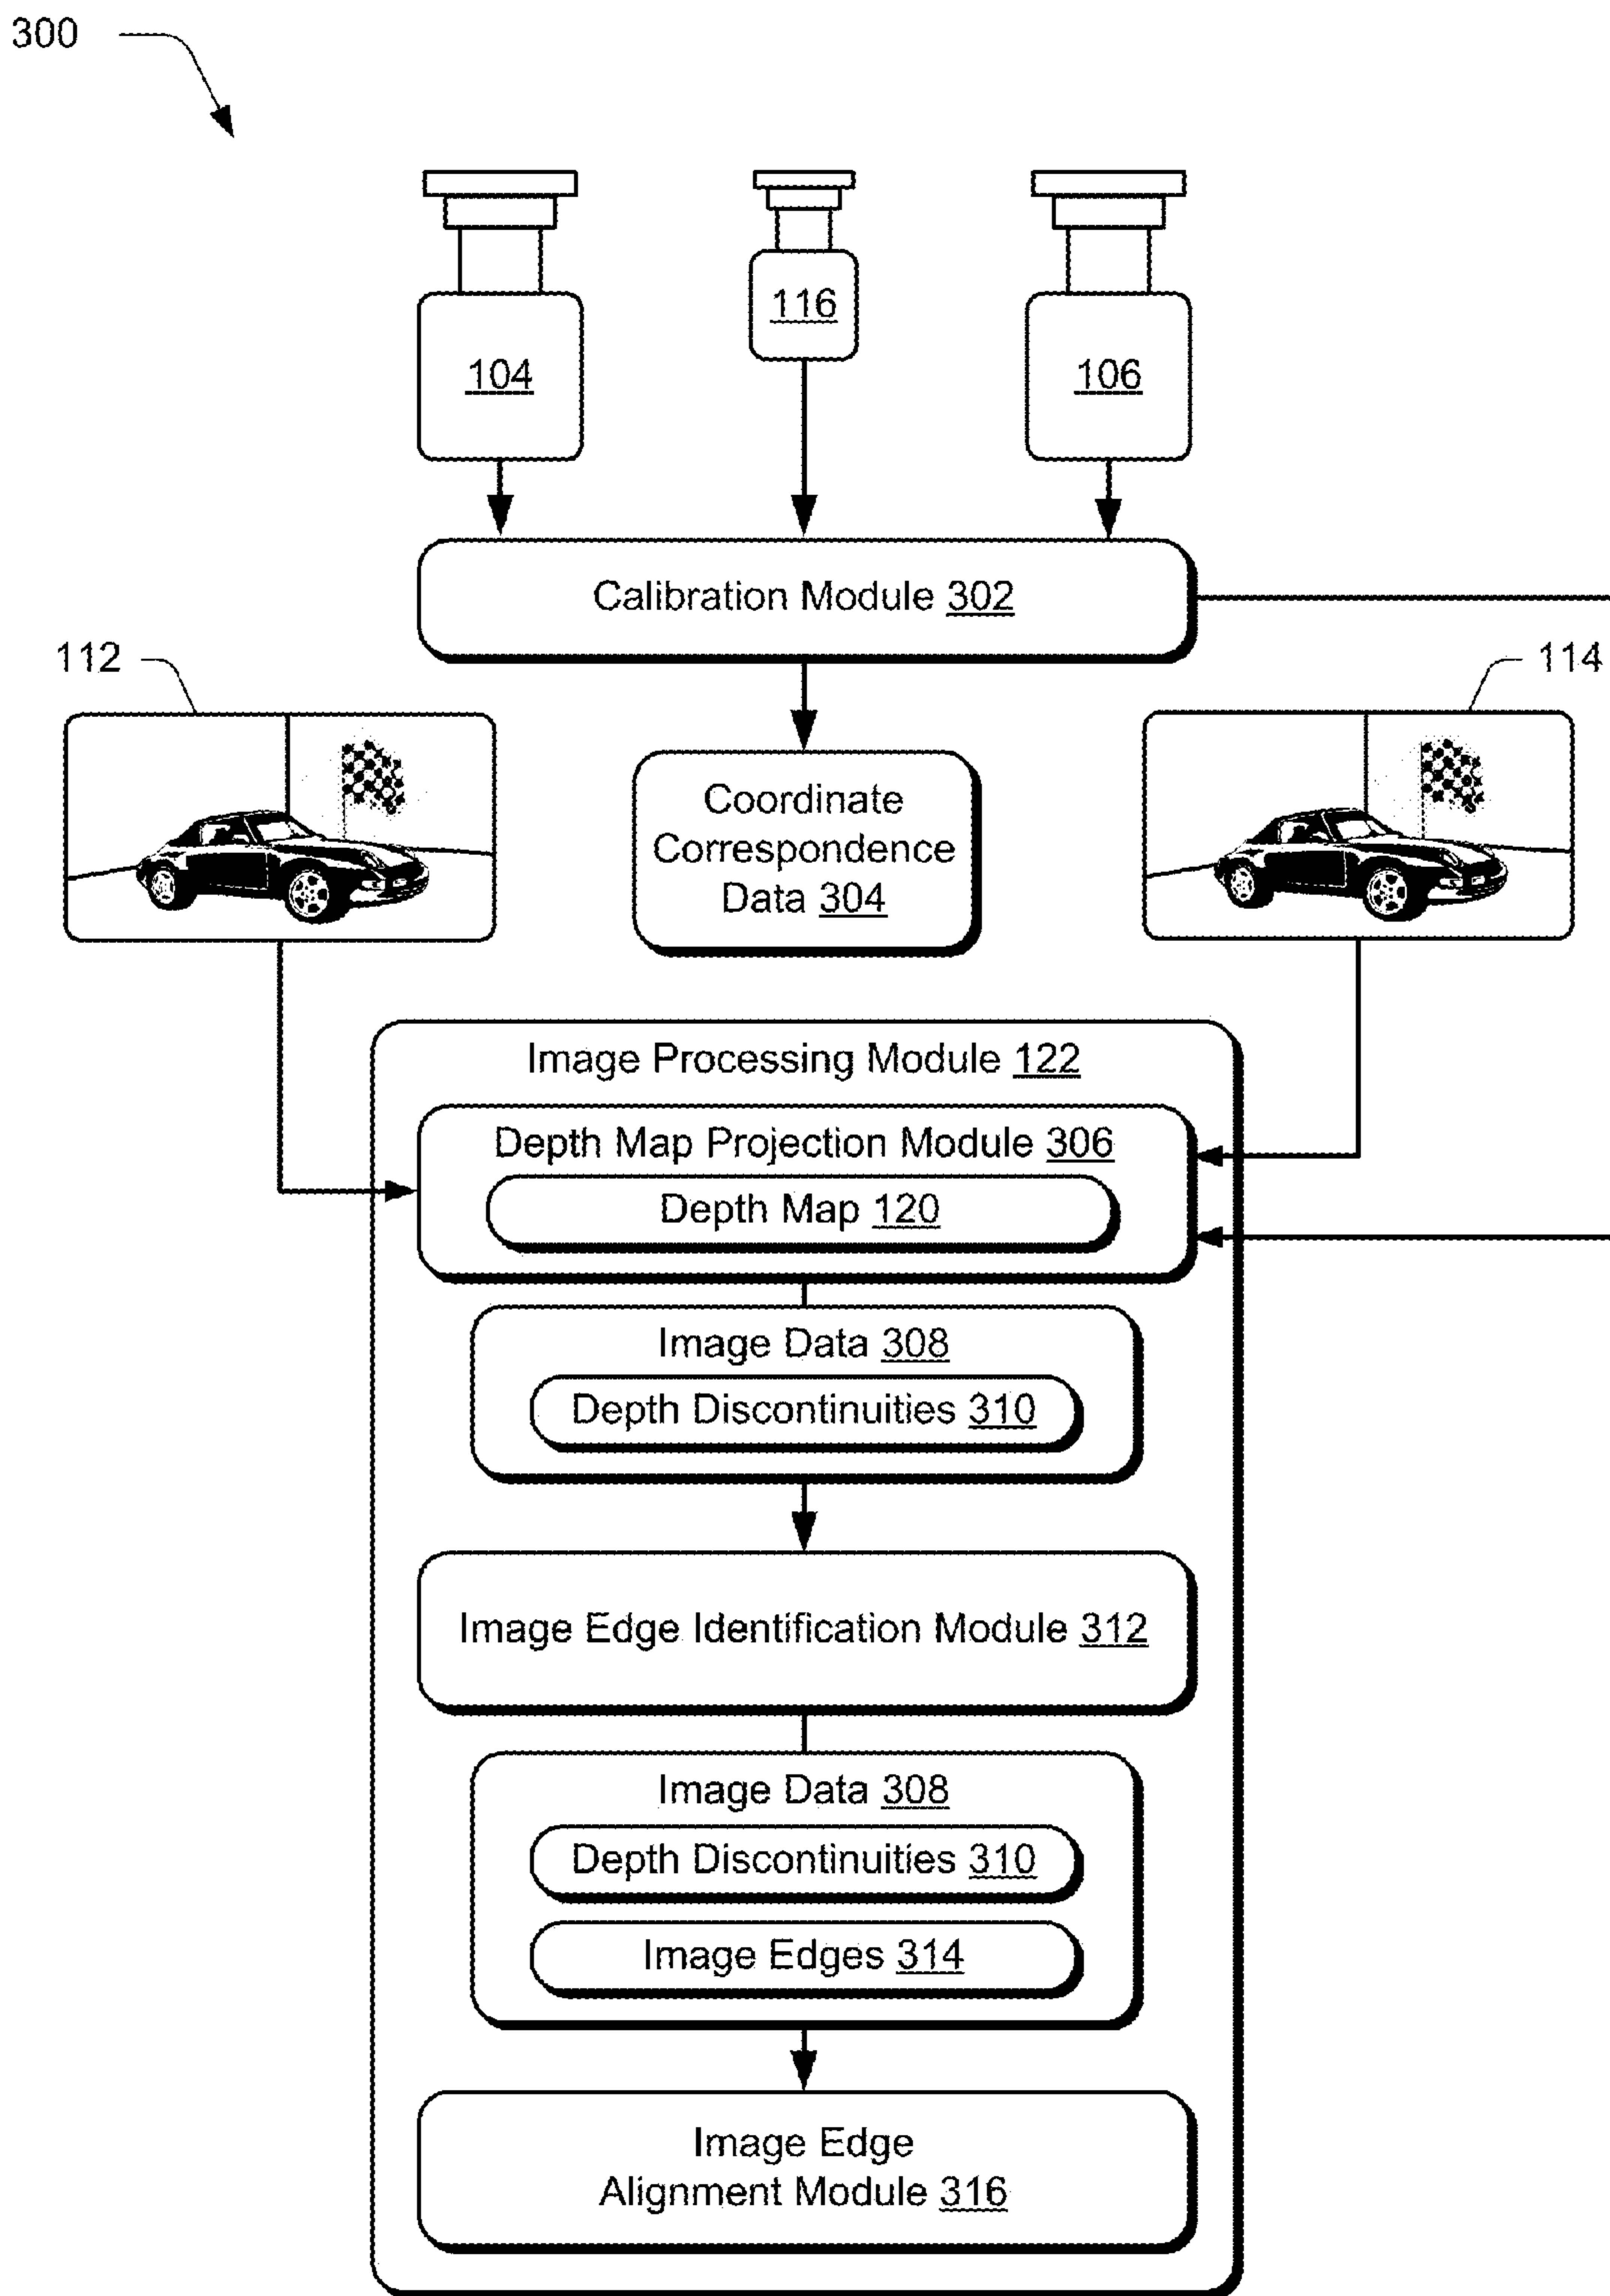 300
104
116
106
Calibration Module 302
112
114
Coordinate
Correspondence
Data 304
Image Processing Module 122
Depth Map Projection Module 306
Depth Map 120
Image Data 308
Depth Discontinuities 310
Image Edge Identification Module 312
Image Data 308
Depth Discontinuities 310
Image Edges 314
Image Edge
Alignment Module 316